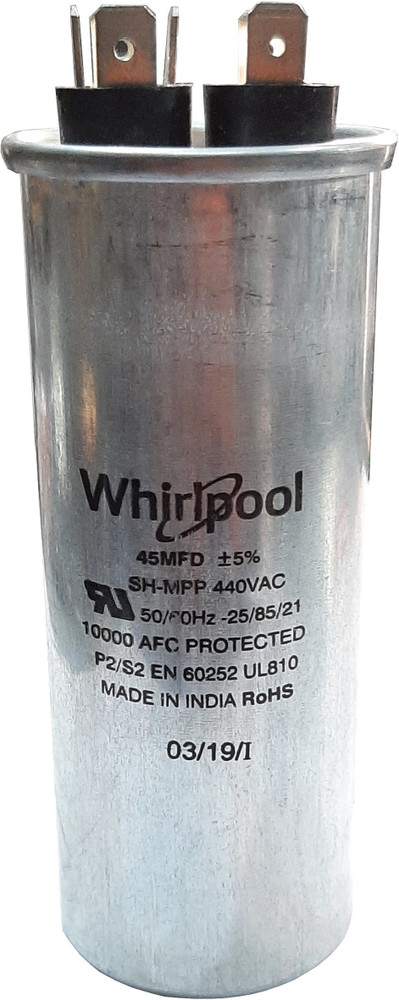 Whirlpool
45MFD ±5%
SH-MPP 440VAC
50/60Hz -25/85/21
10000 AFC PROTECTED
P2/S2 EN 60252 UL810
MADE IN INDIA RoHS
03/19/I